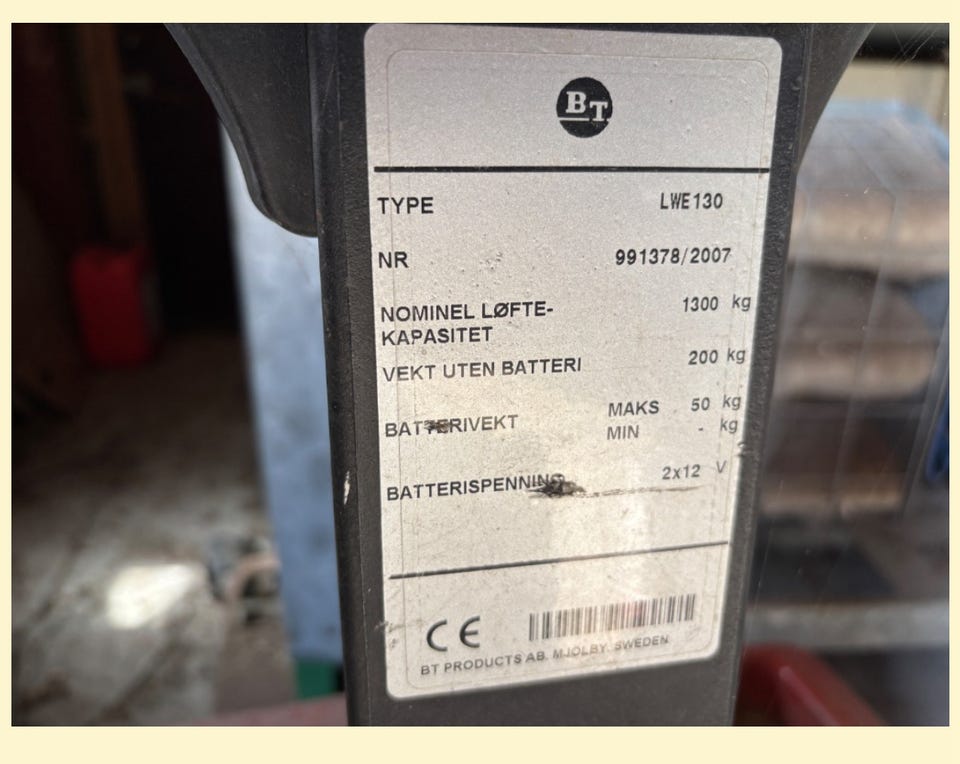 BT
TYPE LWE130
NR 991378/2007
NOMINEL LØFTE-
KAPASITET 1300 kg
VEKT UTEN BATTERI 200 kg
BATTERIVEKT MAKS 50 kg
MIN - kg
BATTERISPENNING 2x12 V
CE
BT PRODUCTS AB. MJOLBY. SWEDEN